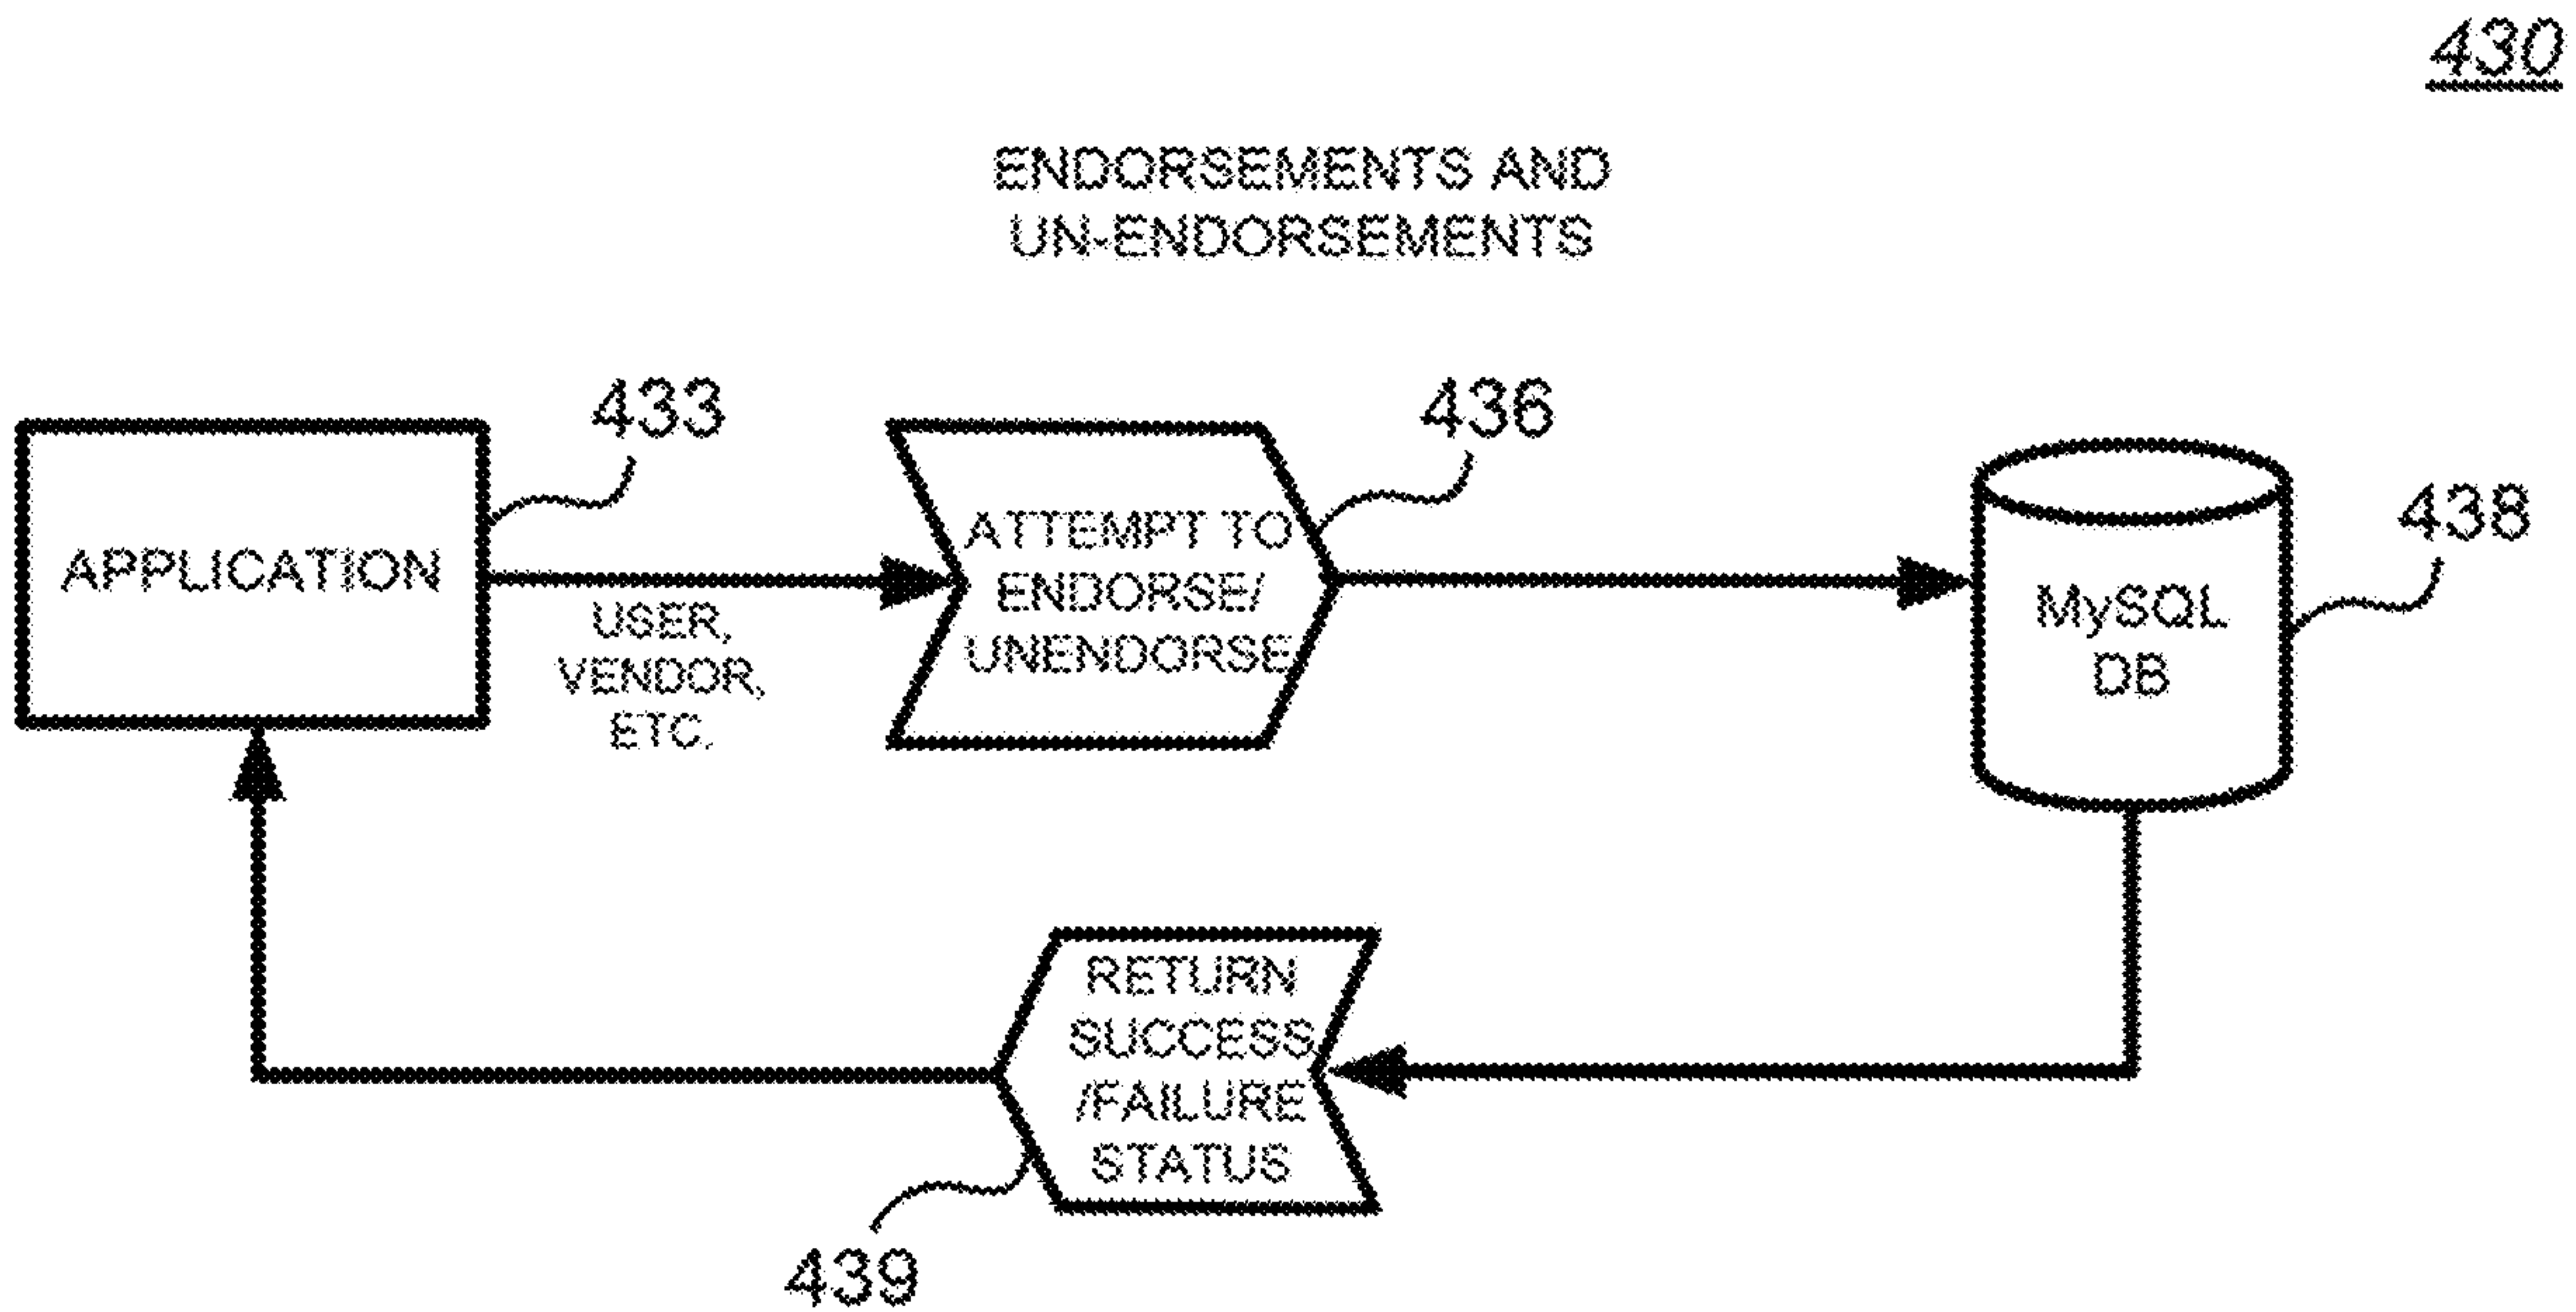 430
ENDORSEMENTS AND
UN-ENDORSEMENTS
433
436
438
APPLICATION
USER,
VENDOR,
ETC.
ATTEMPT TO
ENDORSE/
UNENDORSE
MySQL
DB
RETURN
SUCCESS
/FAILURE
STATUS
439